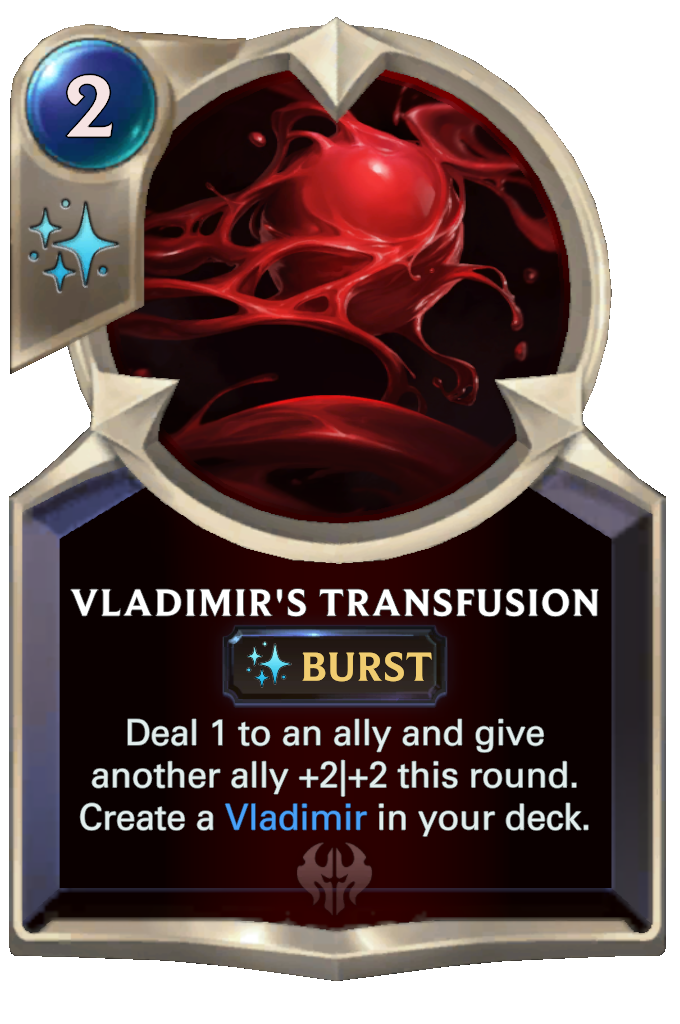 2
VLADIMIR'S TRANSFUSION
BURST
Deal 1 to an ally and give
another ally +2|+2 this round.
Create a Vladimir in your deck.